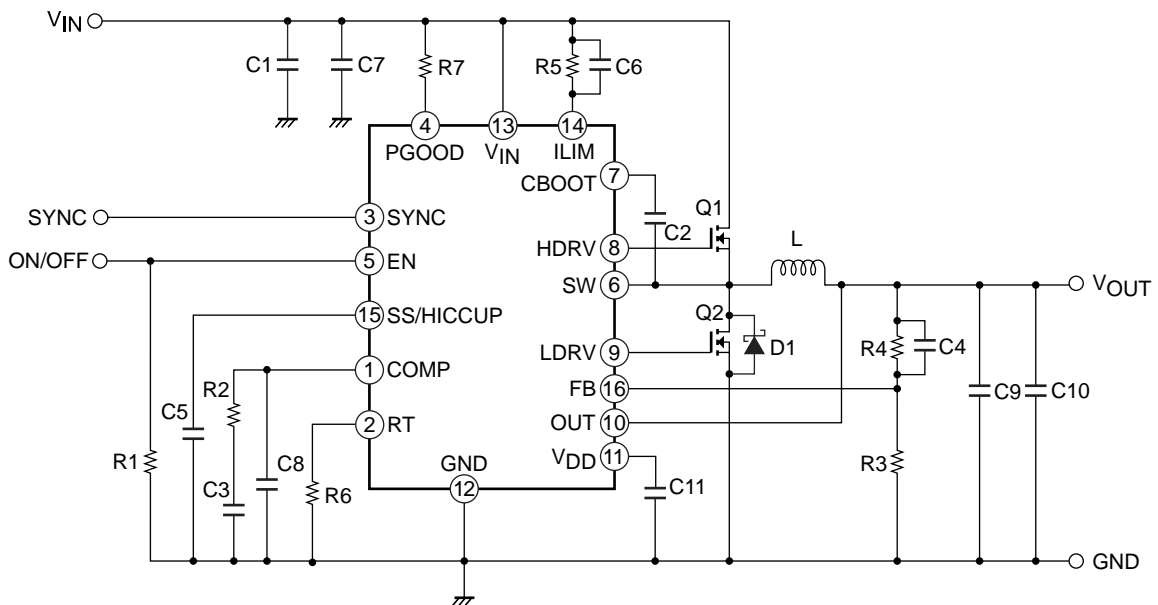 VIN
C1
C7
R7
R5
C6
4
13
14
PGOOD
VIN
ILIM
CBOOT
7
SYNC
3
SYNC
C2
Q1
HDRV
8
L
ON/OFF
5
EN
SW
6
VOUT
15
SS/HICCUP
Q2
LDRV
9
D1
R4
C4
1
COMP
FB
16
R2
C9
C10
C5
2
RT
OUT
10
VDD
11
R1
C3
C8
R6
GND
12
C11
R3
GND